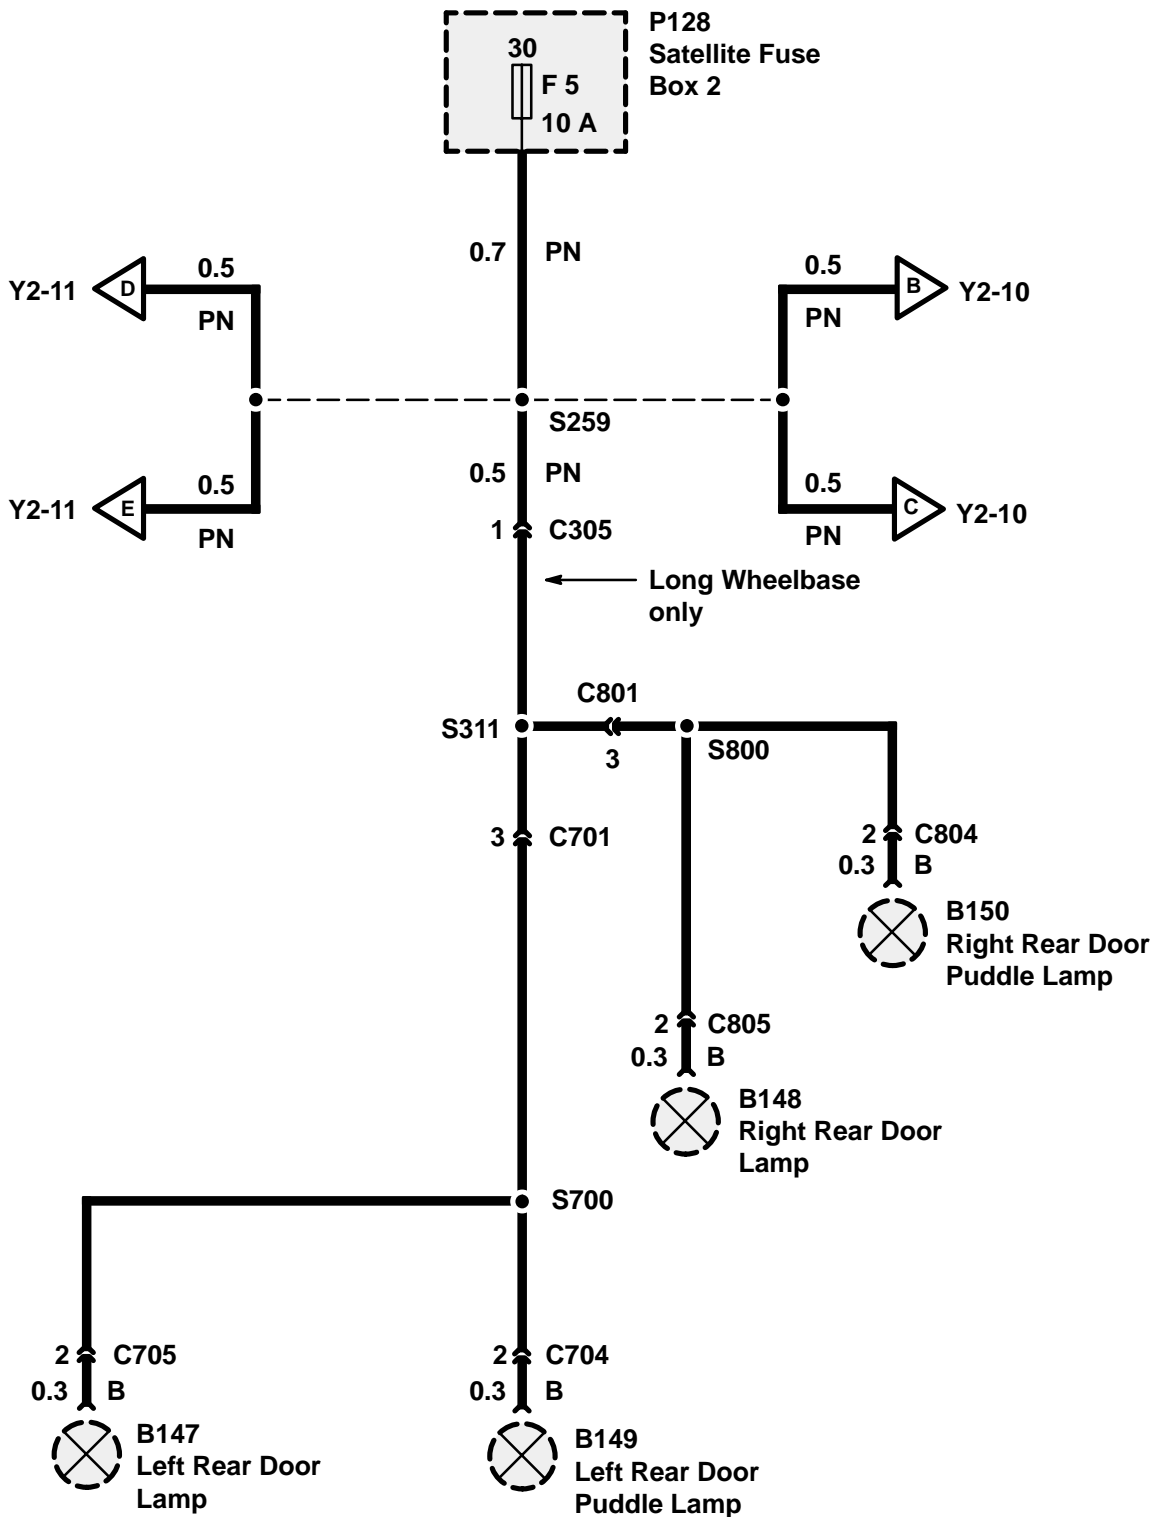 P128
Satellite Fuse
Box 2
30
F 5
10 A
0.7 PN
0.5
D
Y2-11
PN
0.5
B
Y2-10
PN
S259
0.5 PN
0.5
E
Y2-11
PN
0.5
C
Y2-10
PN
1 C305
Long Wheelbase
only
C801
S311
3
S800
3 C701
2 C804
0.3 B
B150
Right Rear Door
Puddle Lamp
2 C805
0.3 B
B148
Right Rear Door
Lamp
S700
2 C705
0.3 B
B147
Left Rear Door
Lamp
2 C704
0.3 B
B149
Left Rear Door
Puddle Lamp